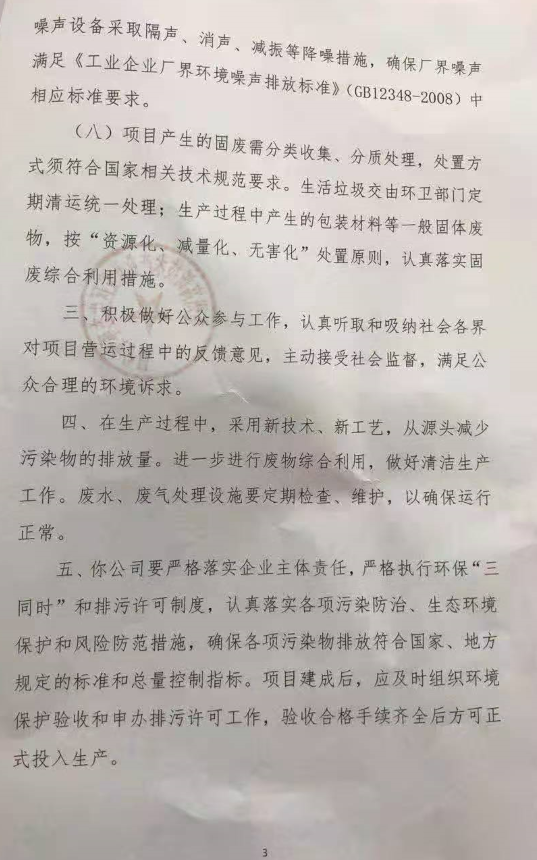 噪声设备采取隔声、消声、减振等降噪措施，确保厂界噪声
满足《工业企业厂界环境噪声排放标准》（GB12348-2008）中
相应标准要求。
（八）项目产生的固废需分类收集、分质处理，处置方
式须符合国家相关技术规范要求。生活垃圾交由环卫部门定
期清运统一处理；生产过程中产生的包装材料等一般固体废
物，按“资源化、减量化、无害化”处置原则，认真落实固
废综合利用措施。
三、积极做好公众参与工作，认真听取和吸纳社会各界
对项目营运过程中的反馈意见，主动接受社会监督，满足公
众合理的环境诉求。
四、在生产过程中，采用新技术、新工艺，从源头减少
污染物的排放量。进一步进行废物综合利用，做好清洁生产
工作。废水、废气处理设施要定期检查、维护，以确保运行
正常。
五、你公司要严格落实企业主体责任，严格执行环保“三
同时”和排污许可制度，认真落实各项污染防治、生态环境
保护和风险防范措施，确保各项污染物排放符合国家、地方
规定的标准和总量控制指标。项目建成后，应及时组织环境
保护验收和申办排污许可工作，验收合格手续齐全后方可正
式投入生产。
3